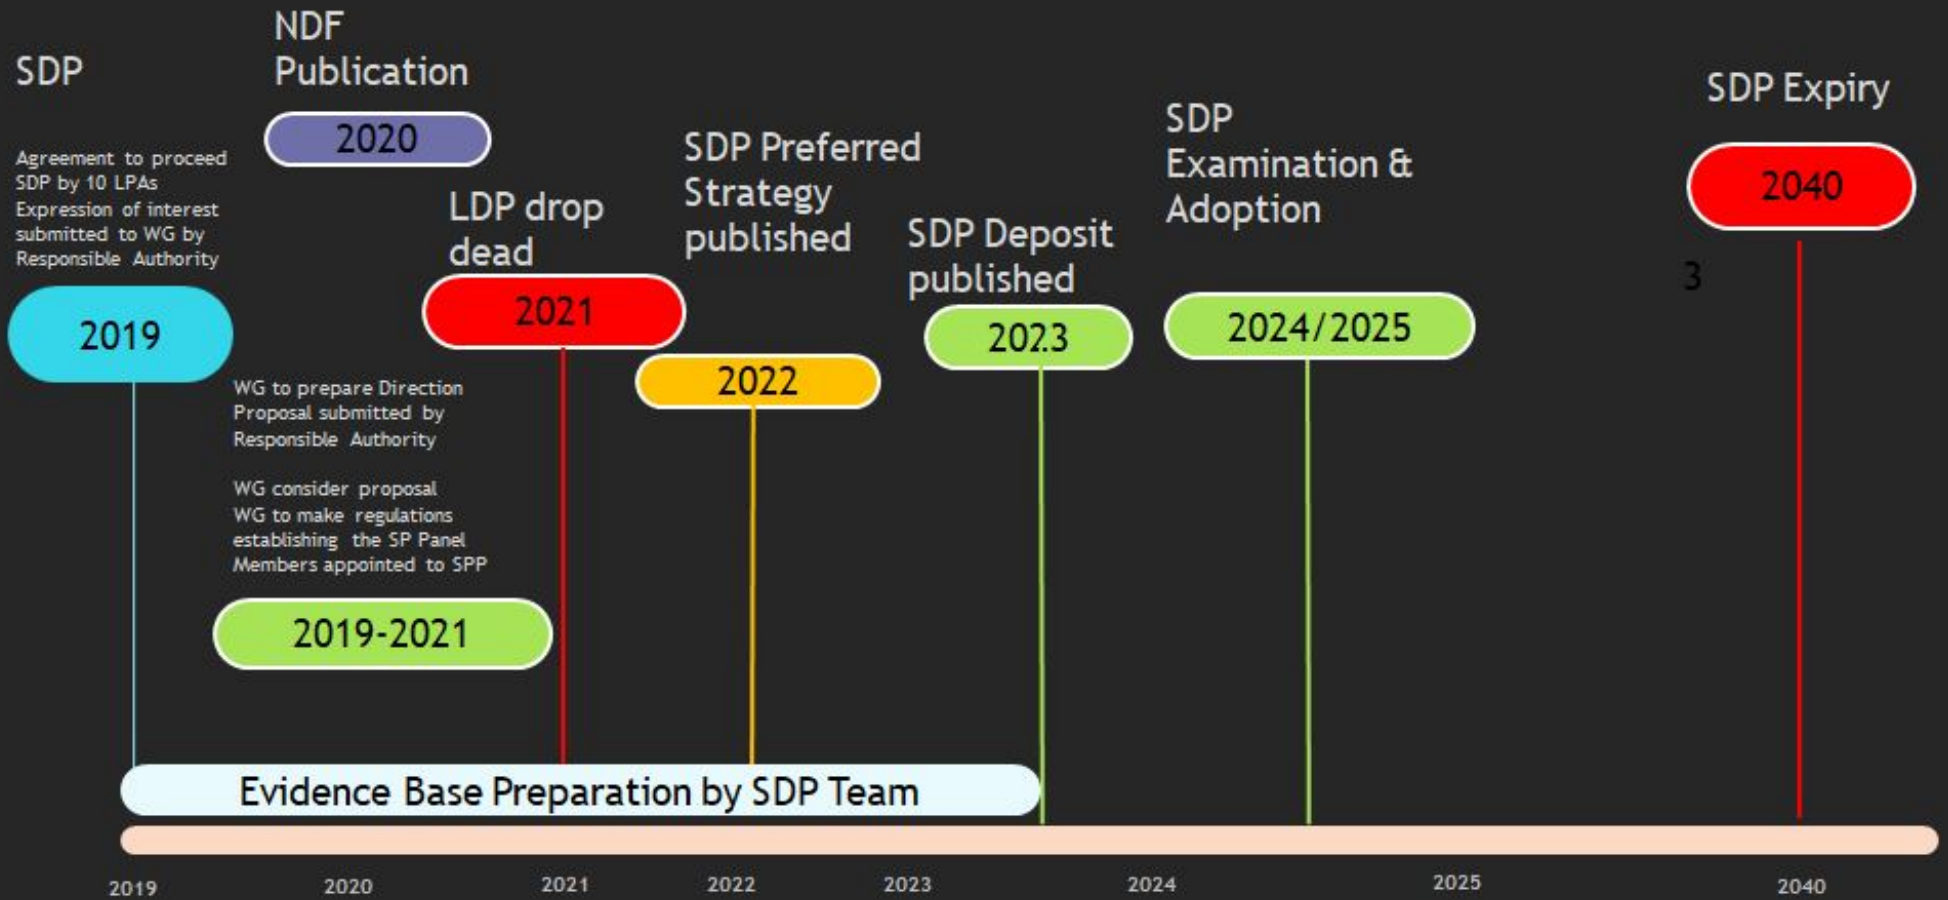 SDP
Agreement to proceed
SDP by 10 LPAs
Expression of interest
submitted to WG by
Responsible Authority
2019
NDF
Publication
2020
WG to prepare Direction
Proposal submitted by
Responsible Authority
WG consider proposal
WG to make regulations
establishing the SP Panel
Members appointed to SPP
2019-2021
LDP drop
dead
2021
SDP Preferred
Strategy
published
2022
SDP Deposit
published
2023
SDP
Examination &
Adoption
2024/2025
SDP Expiry
2040
3
Evidence Base Preparation by SDP Team
2019
2020
2021
2022
2023
2024
2025
2040